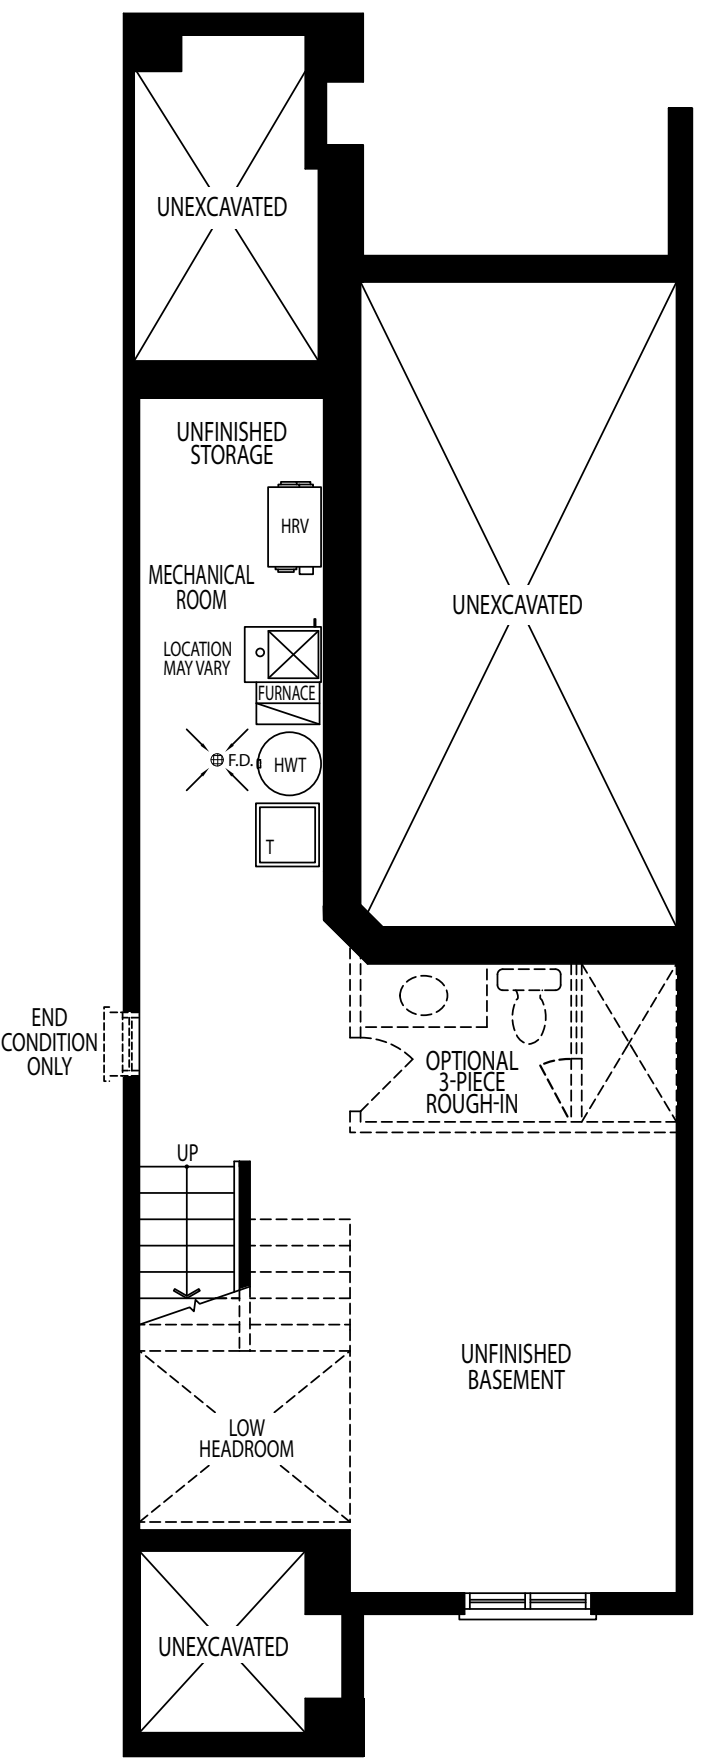 UNEXCAVATED
UNFINISHED
STORAGE
HRV
MECHANICAL
ROOM
UNEXCAVATED
LOCATION
MAY VARY
FURNACE
F.D.
HWT
T
END
CONDITION
ONLY
OPTIONAL
3-PIECE
ROUGH-IN
UP
UNFINISHED
BASEMENT
LOW
HEADROOM
UNEXCAVATED